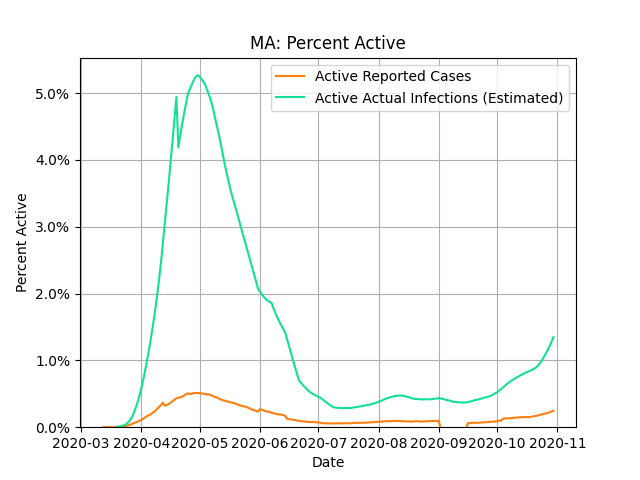 MA: Percent Active
Active Reported Cases
Active Actual Infections (Estimated)
Percent Active
5.0%
4.0%
3.0%
2.0%
1.0%
0.0%
2020-03 2020-04 2020-05 2020-06 2020-07 2020-08 2020-09 2020-10 2020-11
Date